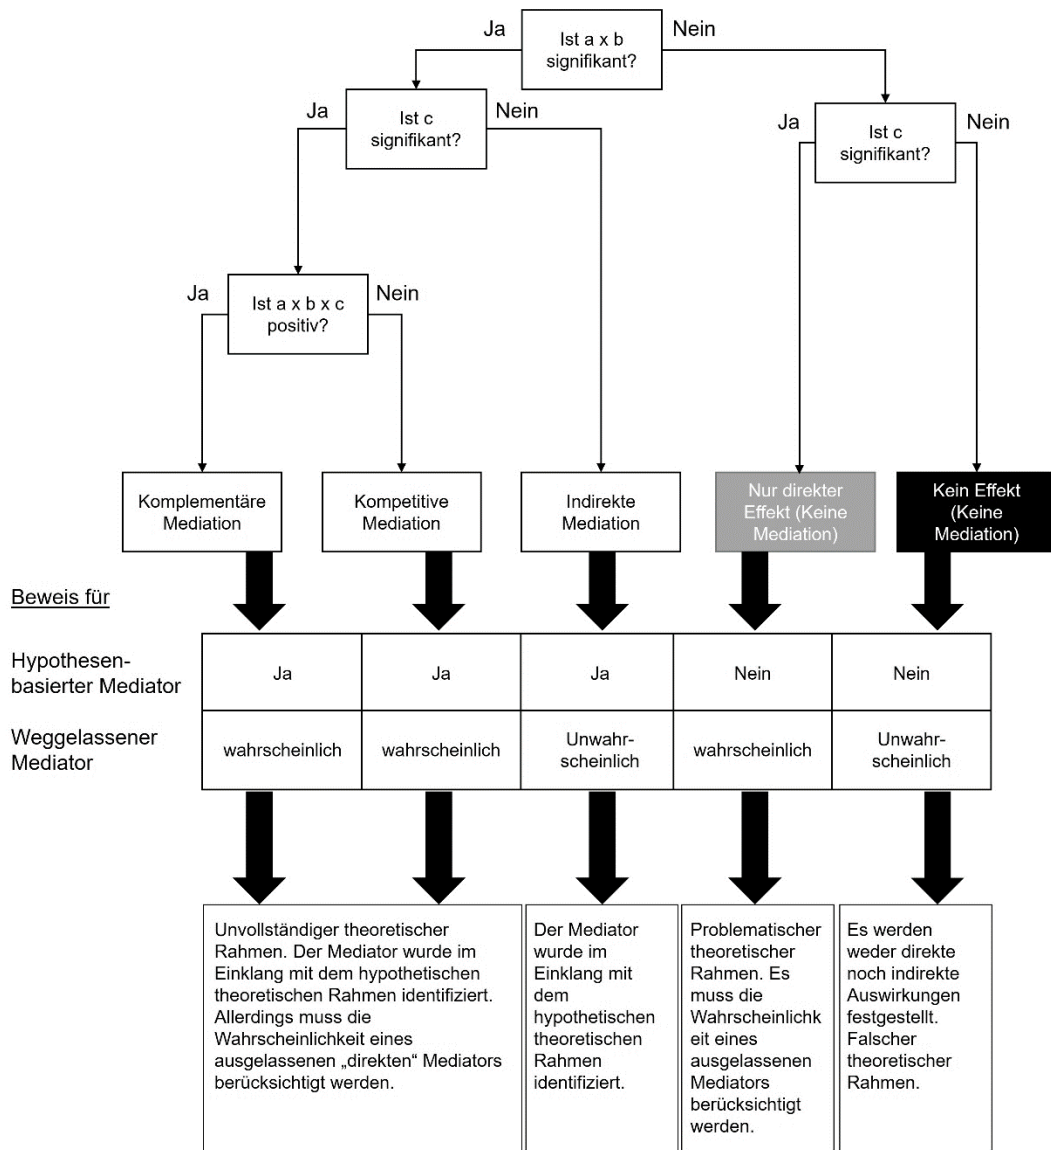 Ja
Ist a x b
signifikant?
Nein
Ja
Ist c
signifikant?
Nein
Ja
Ist c
signifikant?
Nein
Ja
Ist a x b x c
positiv?
Nein
Komplementäre
Mediation
Kompetitive
Mediation
Indirekte
Mediation
Nur direkter
Effekt (Keine
Mediation)
Kein Effekt
(Keine
Mediation)
Beweis für
Hypothesen-
basierter Mediator
Ja
Ja
Ja
Nein
Nein
Weggelassener
Mediator
wahrscheinlich
wahrscheinlich
Unwahr-
scheinlich
wahrscheinlich
Unwahr-
scheinlich
Unvollständiger theoretischer
Rahmen. Der Mediator wurde im
Einklang mit dem hypothetischen
theoretischen Rahmen identifiziert.
Allerdings muss die
Wahrscheinlichkeit eines
ausgelassenen „direkten“ Mediators
berücksichtigt werden.
Der Mediator
wurde im
Einklang mit
dem
hypothetischen
theoretischen
Rahmen
identifiziert.
Problematischer
theoretischer
Rahmen. Es
muss die
Wahrscheinlichk
eit eines
ausgelassenen
Mediators
berücksichtigt
werden.
Es werden
weder direkte
noch indirekte
Auswirkungen
festgestellt.
Falscher
theoretischer
Rahmen.